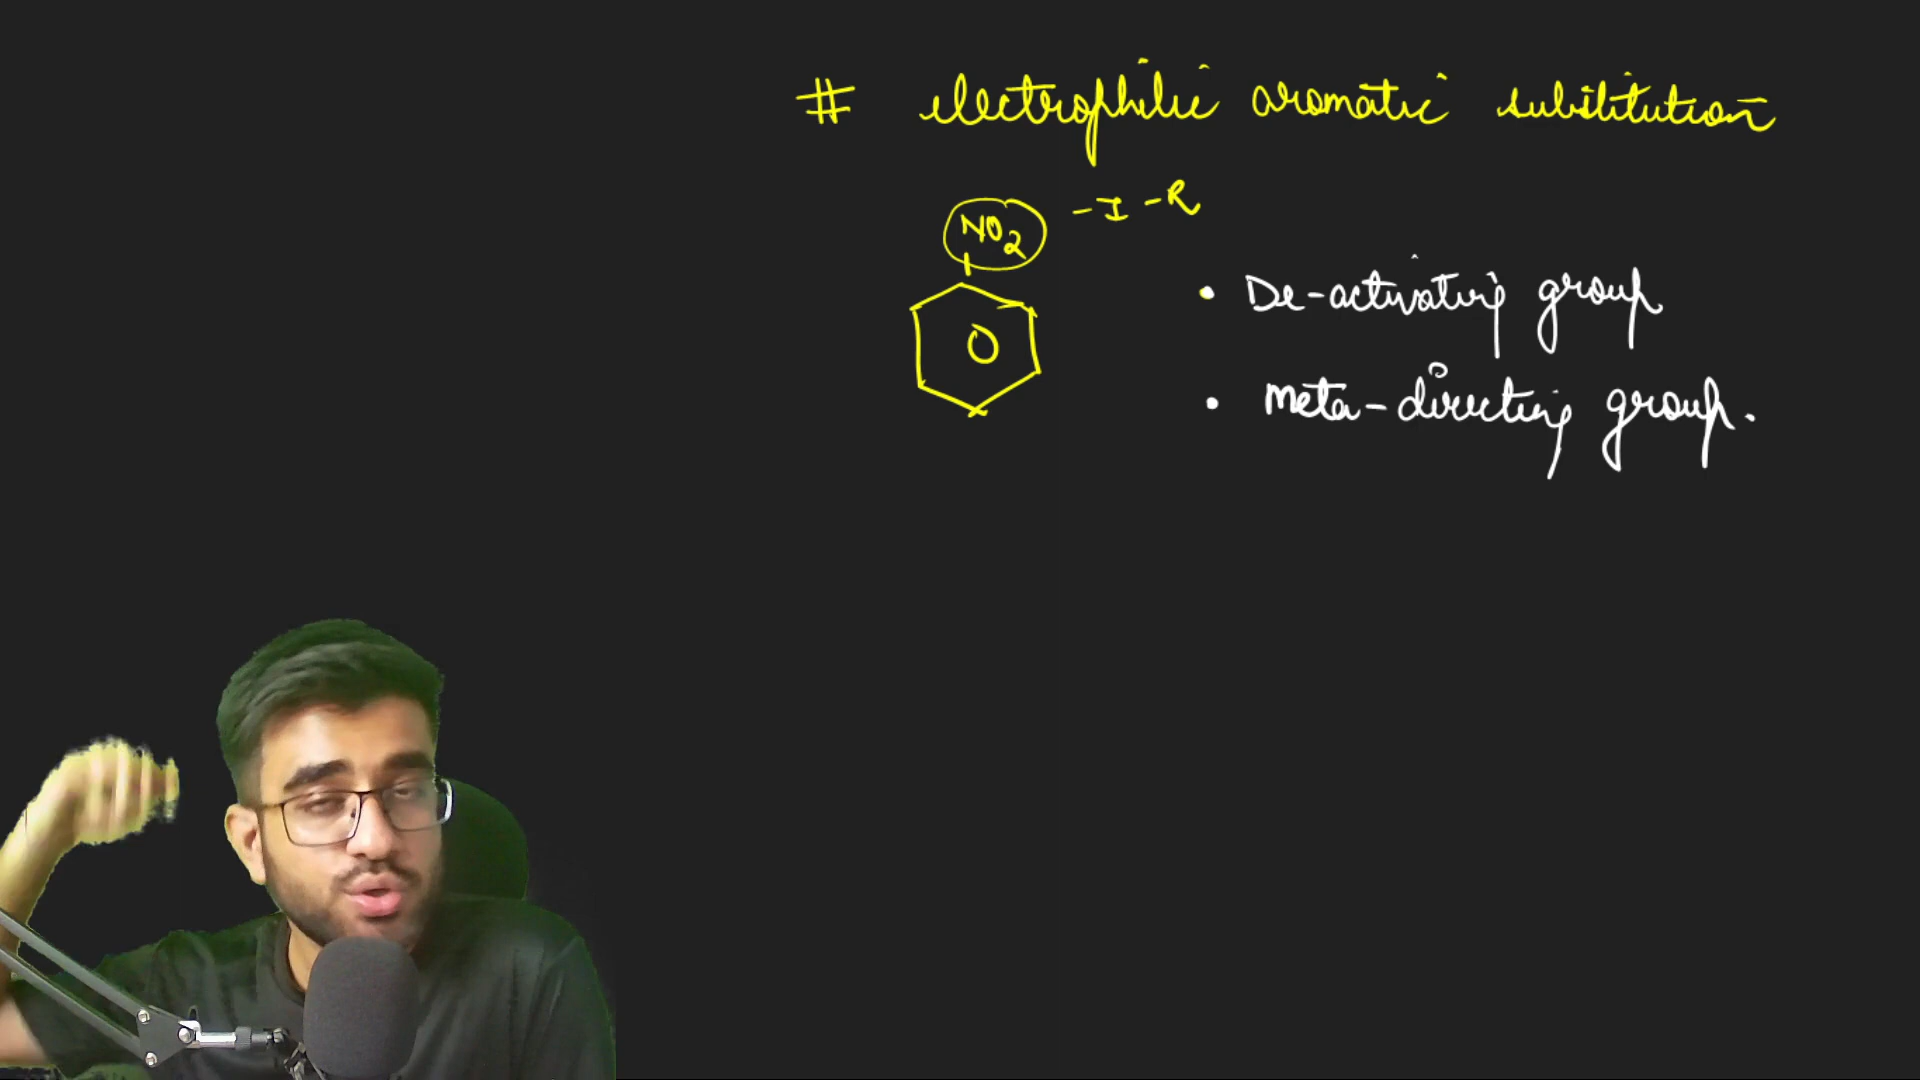 # electrophilic aromatic substitution
NO2 -I -R
• De-activating group
• Meta-directing group.